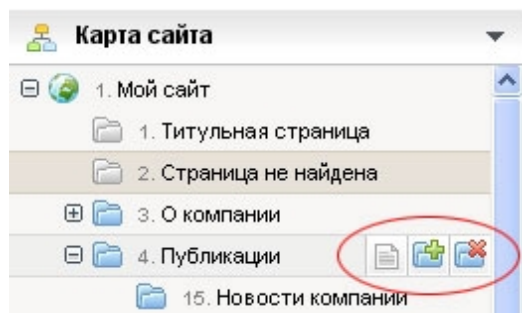 Карта сайта
1. Мой сайт
1. Титульная страница
2. Страница не найдена
3. О компании
4. Публикации
15. Новости компании